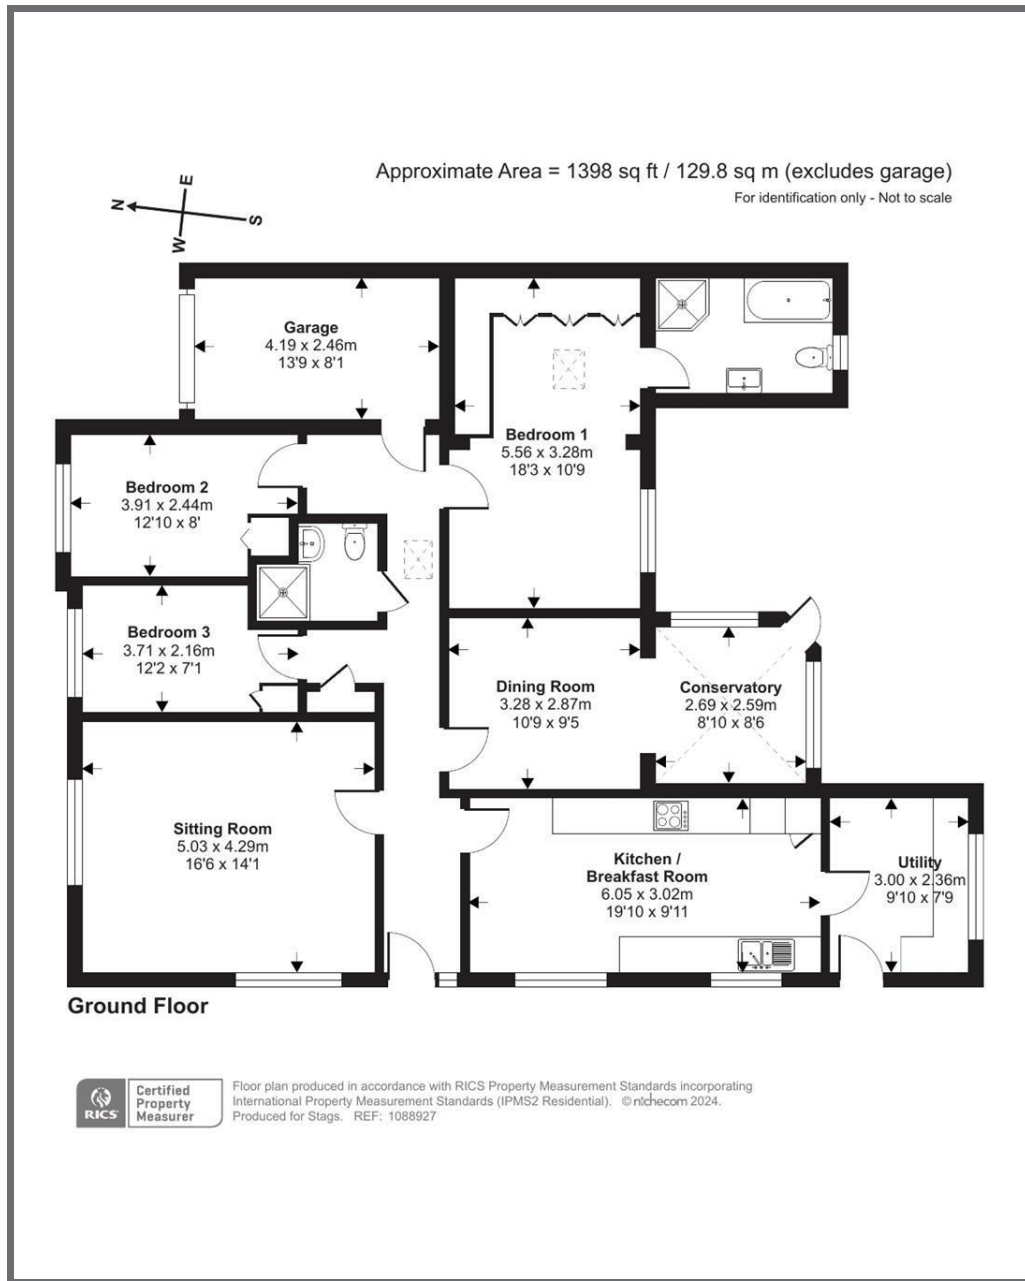 Approximate Area = 1398 sq ft / 129.8 sq m (excludes garage)
For identification only - Not to scale
N
E
S
W
Garage
4.19 x 2.46m
13'9 x 8'1
Bedroom 1
5.56 x 3.28m
18'3 x 10'9
Bedroom 2
3.91 x 2.44m
12'10 x 8'
Bedroom 3
3.71 x 2.16m
12'2 x 7'1
Dining Room
3.28 x 2.87m
10'9 x 9'5
Conservatory
2.69 x 2.59m
8'10 x 8'6
Sitting Room
5.03 x 4.29m
16'6 x 14'1
Kitchen /
Breakfast Room
6.05 x 3.02m
19'10 x 9'11
Utility
3.00 x 2.36m
9'10 x 7'9
Ground Floor
RICS
Certified
Property
Measurer
Floor plan produced in accordance with RICS Property Measurement Standards incorporating
International Property Measurement Standards (IPMS2 Residential). © nichecom 2024.
Produced for Stags. REF: 1088927